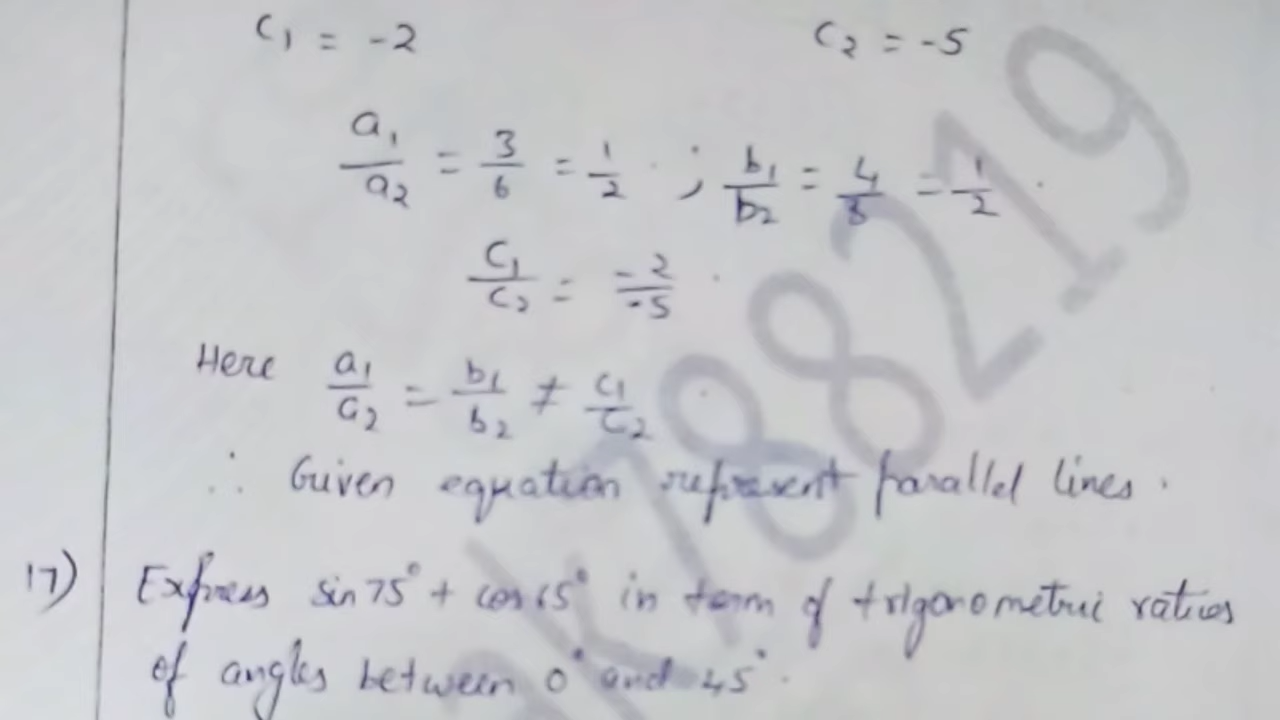 C₁ = -2 C₂ = -5
a₁/a₂ = 3/6 = 1/2 ; b₁/b₂ = 4/8 = 1/2
C₁/C₂ = -2/-5
Here a₁/a₂ = b₁/b₂ ≠ C₁/C₂
∴ Given equation represent parallel lines.
17) Express sin 75° + cos 65° in term of trigonometric ratios
of angles between 0° and 45°.